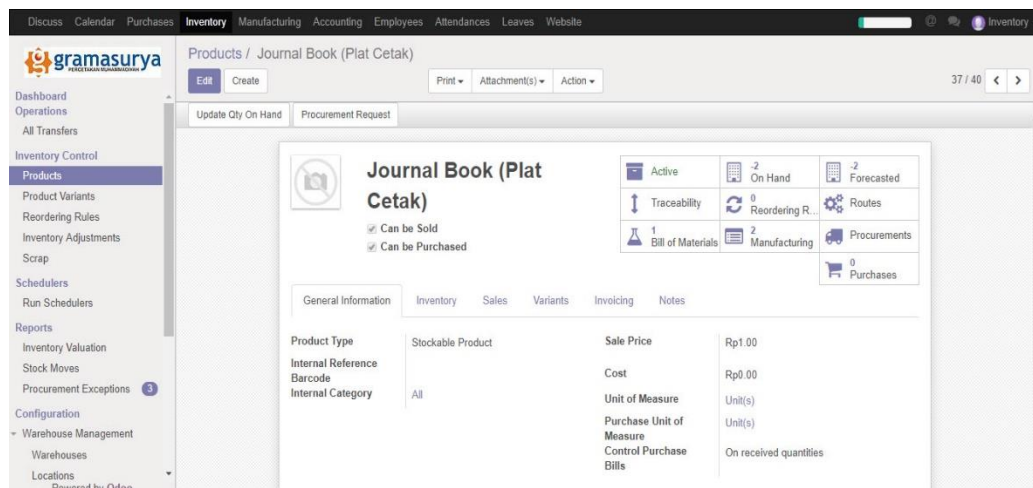 Discuss Calendar Purchases Inventory Manufacturing Accounting Employees Attendances Leaves Website @ Inventory
gramasurya
PERCETAKAN MUHAMMADIYAH
Products / Journal Book (Plat Cetak)
Edit Create Print Attachment(s) Action 37 / 40
Update Qty On Hand Procurement Request
Dashboard
Operations
All Transfers
Inventory Control
Products
Product Variants
Reordering Rules
Inventory Adjustments
Scrap
Schedulers
Run Schedulers
Reports
Inventory Valuation
Stock Moves
Procurement Exceptions 3
Configuration
Warehouse Management
Warehouses
Locations
Powered by Odoo
Journal Book (Plat
Cetak)
Can be Sold
Can be Purchased
Active
-2
On Hand
-2
Forecasted
Traceability
0
Reordering R...
Routes
1
Bill of Materials
2
Manufacturing
Procurements
0
Purchases
General Information Inventory Sales Variants Invoicing Notes
Product Type Stockable Product
Internal Reference
Barcode
Internal Category All
Sale Price Rp1.00
Cost Rp0.00
Unit of Measure Unit(s)
Purchase Unit of
Measure
Unit(s)
Control Purchase
Bills
On received quantities